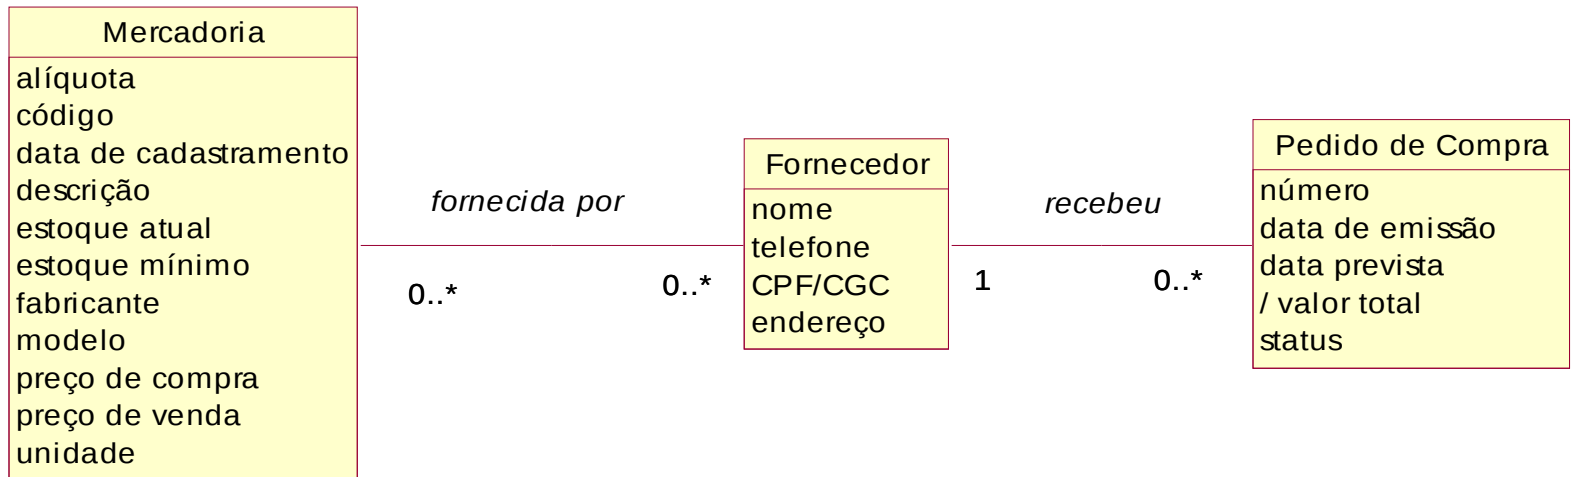 Mercadoria
alíquota
código
data de cadastramento
descrição
estoque atual
estoque mínimo
fabricante
modelo
preço de compra
preço de venda
unidade
fornecida por
0..*
0..*
Fornecedor
nome
telefone
CPF/CGC
endereço
recebeu
1
0..*
Pedido de Compra
número
data de emissão
data prevista
/ valor total
status